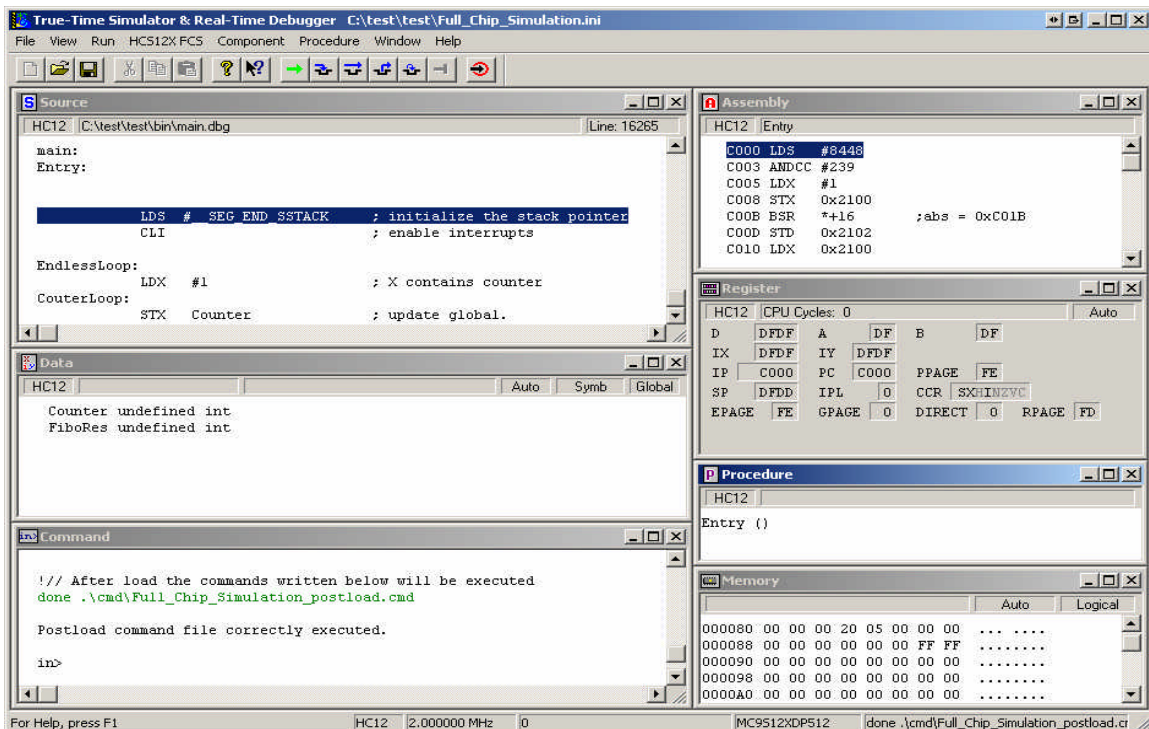 True-Time Simulator & Real-Time Debugger C:\test\test\Full_Chip_Simulation.ini
File View Run HCS12X FCS Component Procedure Window Help
Source
HC12 C:\test\test\bin\main.dbg Line: 16265
main:
Entry:
LDS #__SEG_END_SSTACK ; initialize the stack pointer
CLI ; enable interrupts
EndlessLoop:
LDX #1 ; X contains counter
CouterLoop:
STX Counter ; update global.
Data
HC12 Auto Symb Global
Counter undefined int
FiboRes undefined int
Command
!// After load the commands written below will be executed
done .\cmd\Full_Chip_Simulation_postload.cmd
Postload command file correctly executed.
in>
Assembly
HC12 Entry
C000 LDS #8448
C003 ANDCC #239
C005 LDX #1
C008 STX 0x2100
C00B BSR *+16 ;abs = 0xC01B
C00D STD 0x2102
C010 LDX 0x2100
Register
HC12 CPU Cycles: 0 Auto
D DFDF A DF B DF
IX DFDF IY DFDF
IP C000 PC C000 PPAGE FE
SP DFDD IPL 0 CCR SXHINZVC
EPAGE FE GPAGE 0 DIRECT 0 RPAGE FD
Procedure
HC12
Entry ()
Memory
Auto Logical
000080 00 00 00 20 05 00 00 00 ... ....
000088 00 00 00 00 00 00 FF FF ........
000090 00 00 00 00 00 00 00 00 ........
000098 00 00 00 00 00 00 00 00 ........
0000A0 00 00 00 00 00 00 00 00 ........
For Help, press F1 HC12 2.000000 MHz 0 MC9S12XDP512 done .\cmd\Full_Chip_Simulation_postload.cr